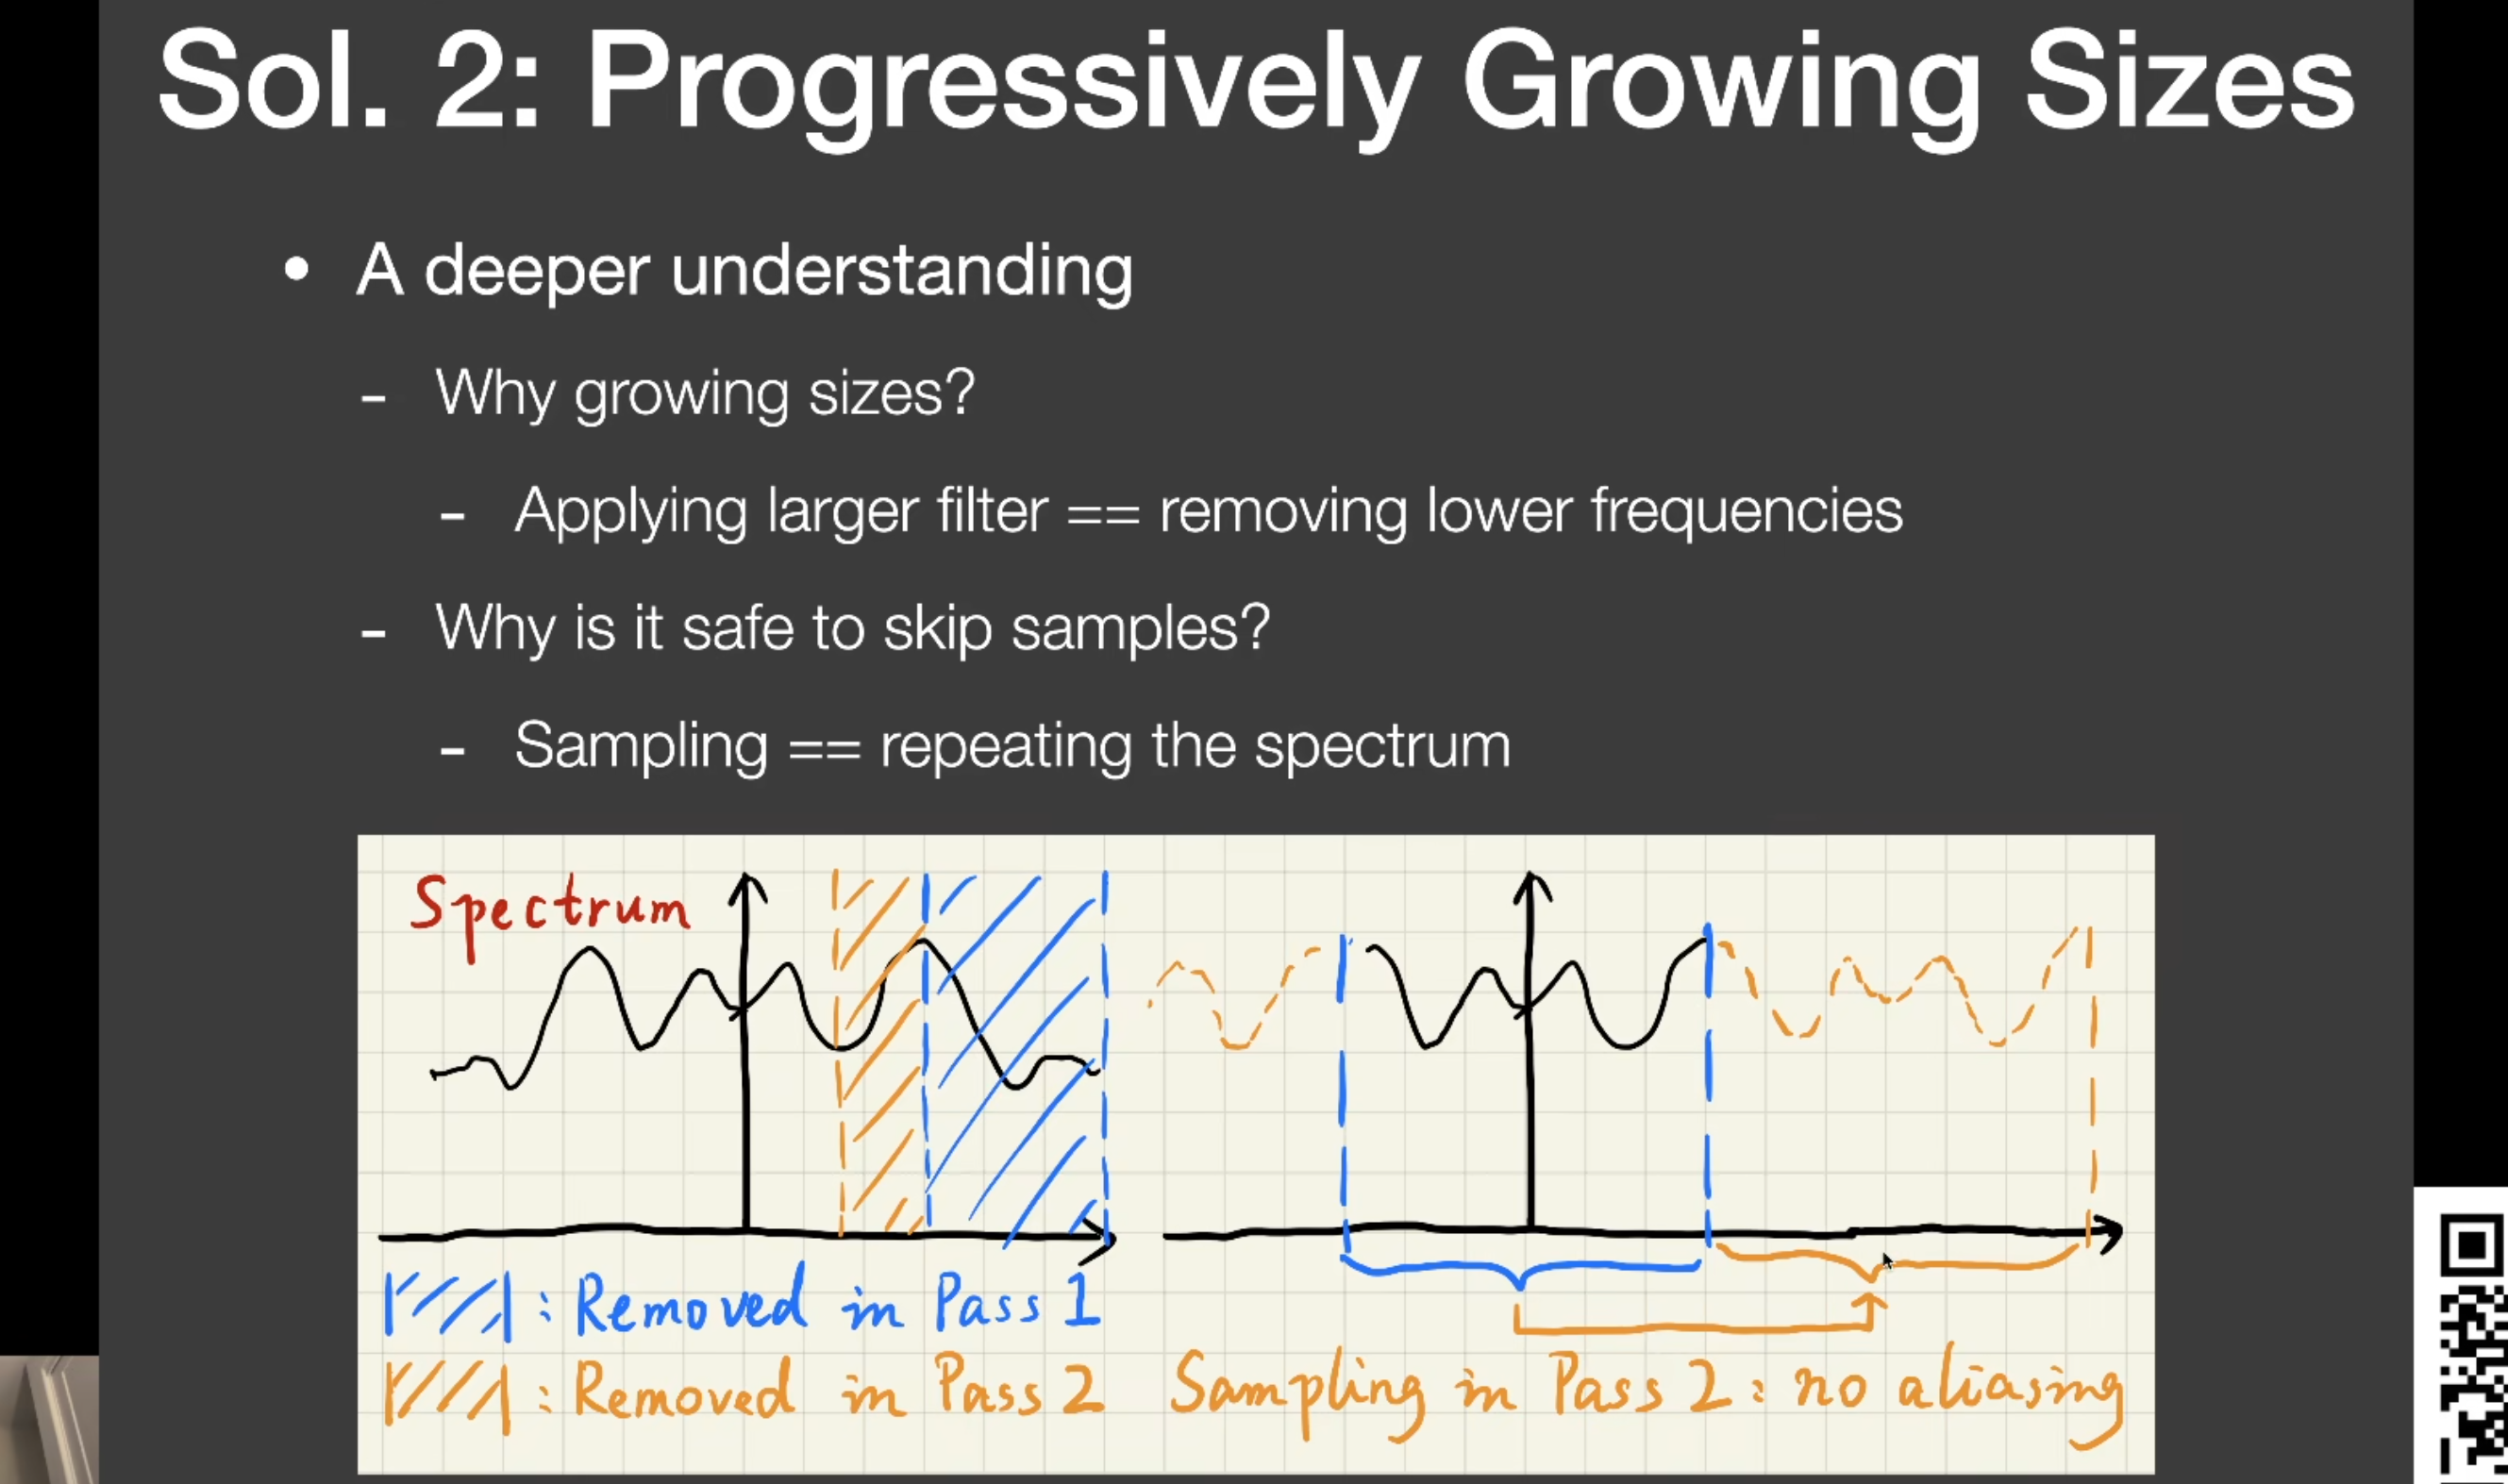 Sol. 2: Progressively Growing Sizes
• A deeper understanding
- Why growing sizes?
- Applying larger filter == removing lower frequencies
- Why is it safe to skip samples?
- Sampling == repeating the spectrum
Spectrum
: Removed in Pass 1
: Removed in Pass 2
Sampling in Pass 2 : no aliasing